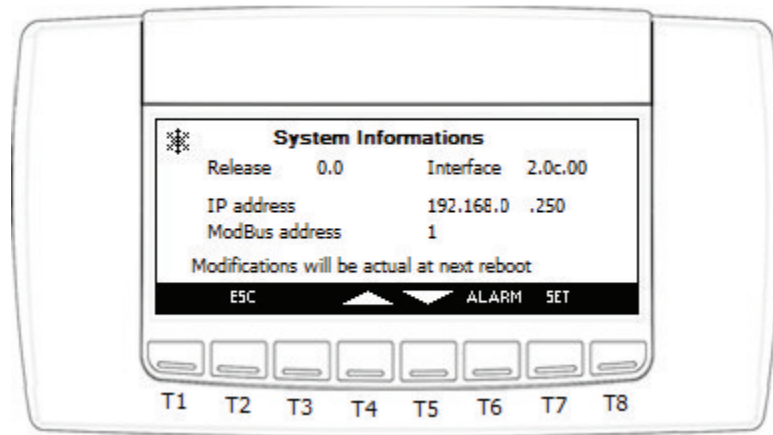 System Informations
Release 0.0 Interface 2.0c.00
IP address 192.168.0 .250
ModBus address 1
Modifications will be actual at next reboot
ESC ALARM SET
T1 T2 T3 T4 T5 T6 T7 T8